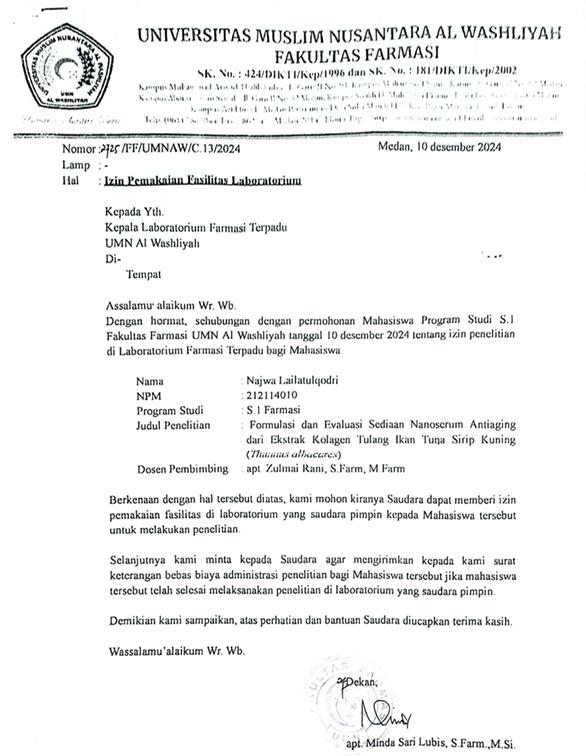 UNIVERSITAS MUSLIM NUSANTARA AL WASHLIYAH
FAKULTAS FARMASI
SK. No. : 424/DIKTI/Kep/1996 dan SK. No. : 181/DIKTI/Kep/2002
UNIVERSITAS MUSLIM NUSANTARA
UMN
AL WASHLIYAH
Nomor :2725/FF/UMNAW/C.13/2024
Medan, 10 desember 2024
Lamp : -
Hal : Izin Pemakaian Fasilitas Laboratorium
Kepada Yth.
Kepala Laboratorium Farmasi Terpadu
UMN Al Washliyah
Di-
Tempat
Assalamu' alaikum Wr. Wb.
Dengan hormat, sehubungan dengan permohonan Mahasiswa Program Studi S.1
Fakultas Farmasi UMN Al Washliyah tanggal 10 desember 2024 tentang izin penelitian
di Laboratorium Farmasi Terpadu bagi Mahasiswa
Nama : Najwa Lailatulqodri
NPM : 212114010
Program Studi : S.1 Farmasi
Judul Penelitian : Formulasi dan Evaluasi Sediaan Nanoserum Antiaging
dari Ekstrak Kolagen Tulang Ikan Tuna Sirip Kuning
(Thunnus albacares)
Dosen Pembimbing : apt Zulmai Rani, S.Farm, M.Farm
Berkenaan dengan hal tersebut diatas, kami mohon kiranya Saudara dapat memberi izin
pemakaian fasilitas di laboratorium yang saudara pimpin kepada Mahasiswa tersebut
untuk melakukan penelitian.
Selanjutnya kami minta kepada Saudara agar mengirimkan kepada kami surat
keterangan bebas biaya administrasi penelitian bagi Mahasiswa tersebut jika mahasiswa
tersebut telah selesai melaksanakan penelitian di laboratorium yang saudara pimpin.
Demikian kami sampaikan, atas perhatian dan bantuan Saudara diucapkan terima kasih.
Wassalamu'alaikum Wr. Wb.
Dekan,
apt. Minda Sari Lubis, S.Farm.,M.Si.